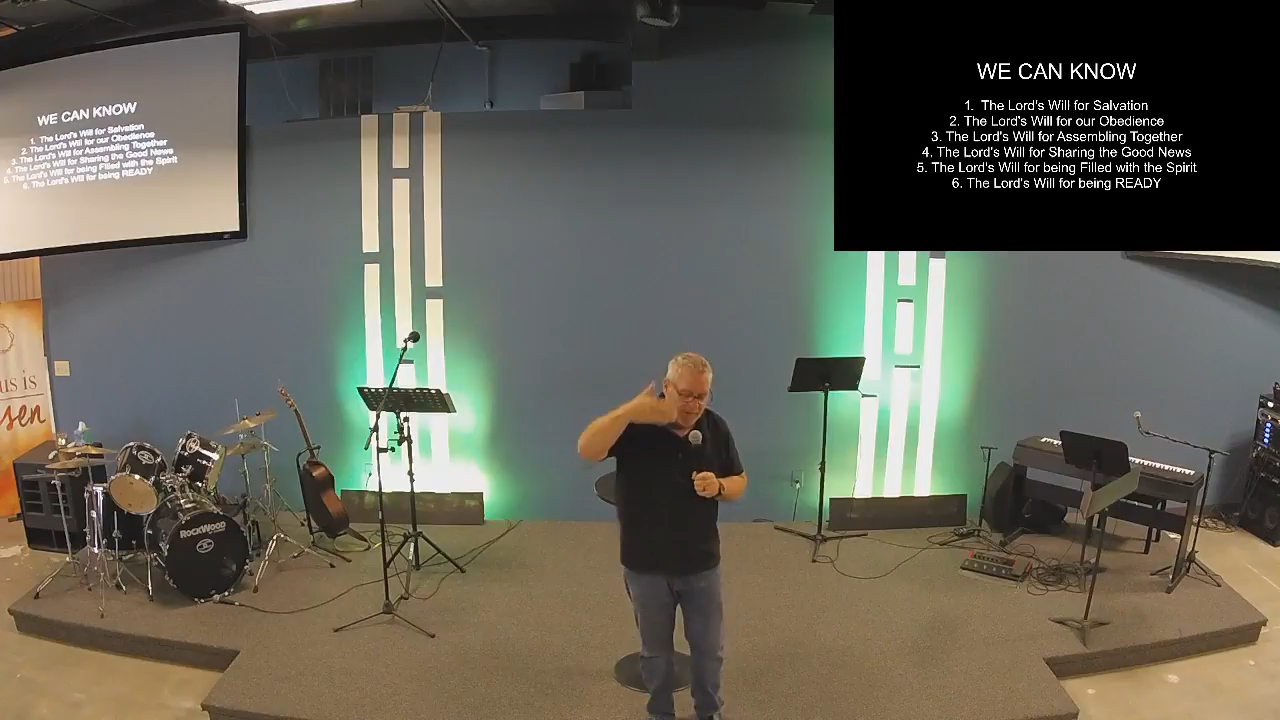 WE CAN KNOW
1. The Lord's Will for Salvation
2. The Lord's Will for our Obedience
3. The Lord's Will for Assembling Together
4. The Lord's Will for Sharing the Good News
5. The Lord's Will for being Filled with the Spirit
6. The Lord's Will for being READY
WE CAN KNOW
1. The Lord's Will for Salvation
2. The Lord's Will for our Obedience
3. The Lord's Will for Assembling Together
4. The Lord's Will for Sharing the Good News
5. The Lord's Will for being Filled with the Spirit
6. The Lord's Will for being READY
us is
sen
ROCKWOOD